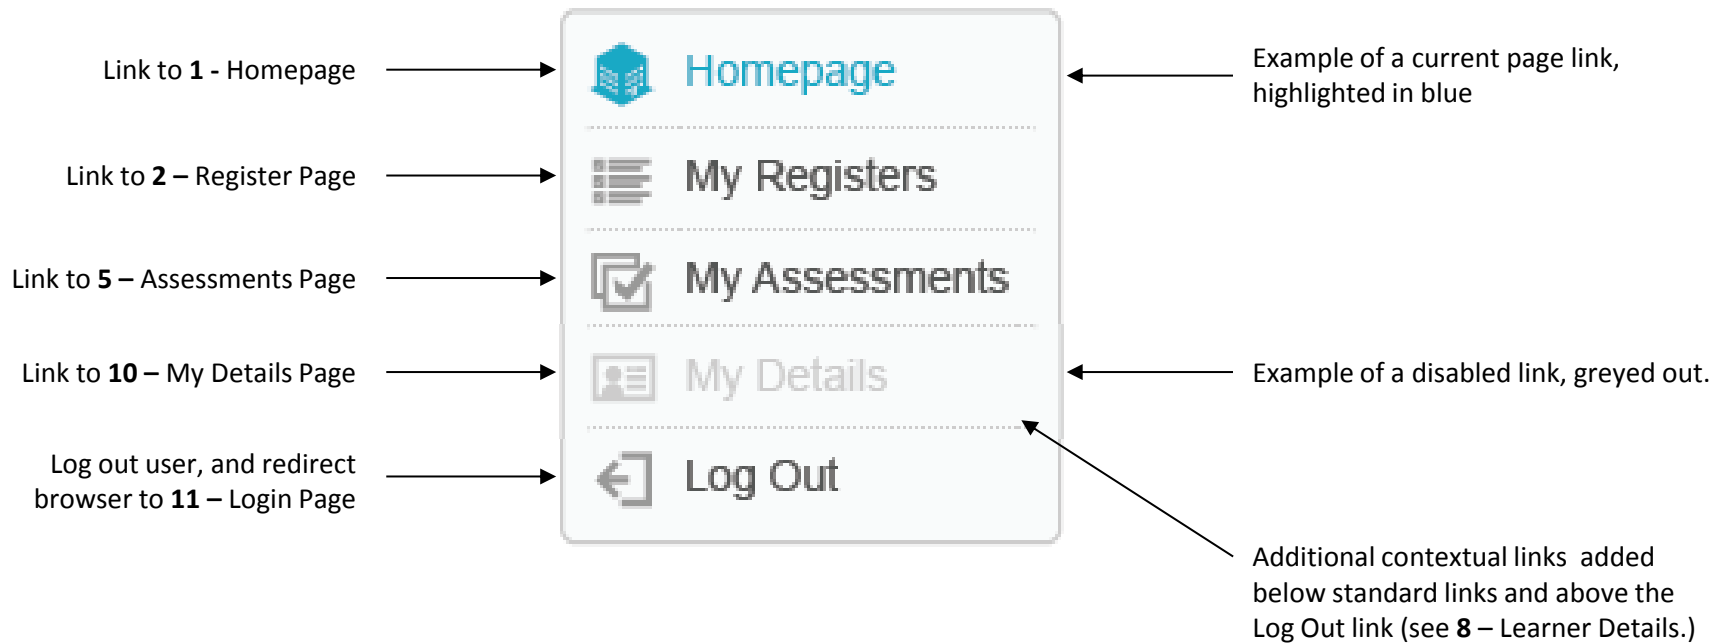 Link to 1 - Homepage
Homepage
Example of a current page link,
highlighted in blue
Link to 2 – Register Page
My Registers
Link to 5 – Assessments Page
My Assessments
Link to 10 – My Details Page
My Details
Example of a disabled link, greyed out.
Log out user, and redirect
browser to 11 – Login Page
Log Out
Additional contextual links added
below standard links and above the
Log Out link (see 8 – Learner Details.)